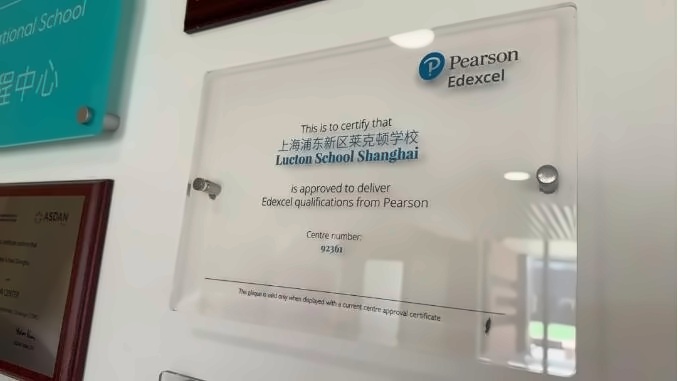 ational School
程中心
Pearson
Edexcel
This is to certify that
上海浦东新区莱克顿学校
Lucton School Shanghai
is approved to deliver
Edexcel qualifications from Pearson
Centre number:
92361
This plaque is valid only when displayed with a current centre approval certificate
ASDAN